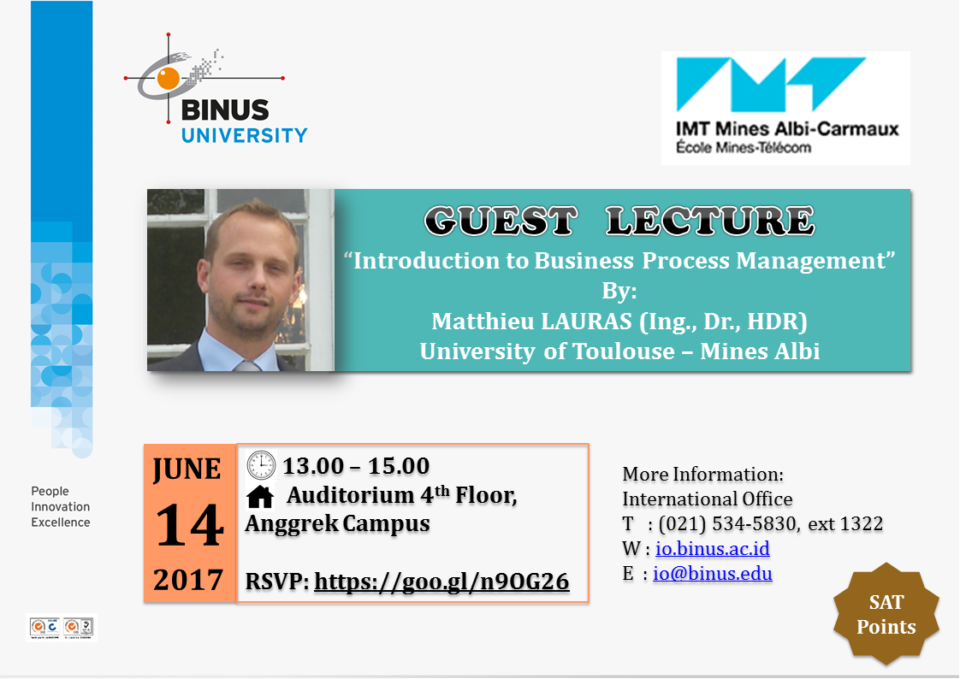 BINUS
UNIVERSITY
IMT Mines Albi-Carmaux
École Mines-Télécom
GUEST LECTURE
“Introduction to Business Process Management”
By:
Matthieu LAURAS (Ing., Dr., HDR)
University of Toulouse – Mines Albi
JUNE
14
2017
13.00 – 15.00
Auditorium 4th Floor,
Anggrek Campus
RSVP: https://goo.gl/n9OG26
More Information:
International Office
T : (021) 534-5830, ext 1322
W : io.binus.ac.id
E : io@binus.edu
People
Innovation
Excellence
SAT
Points